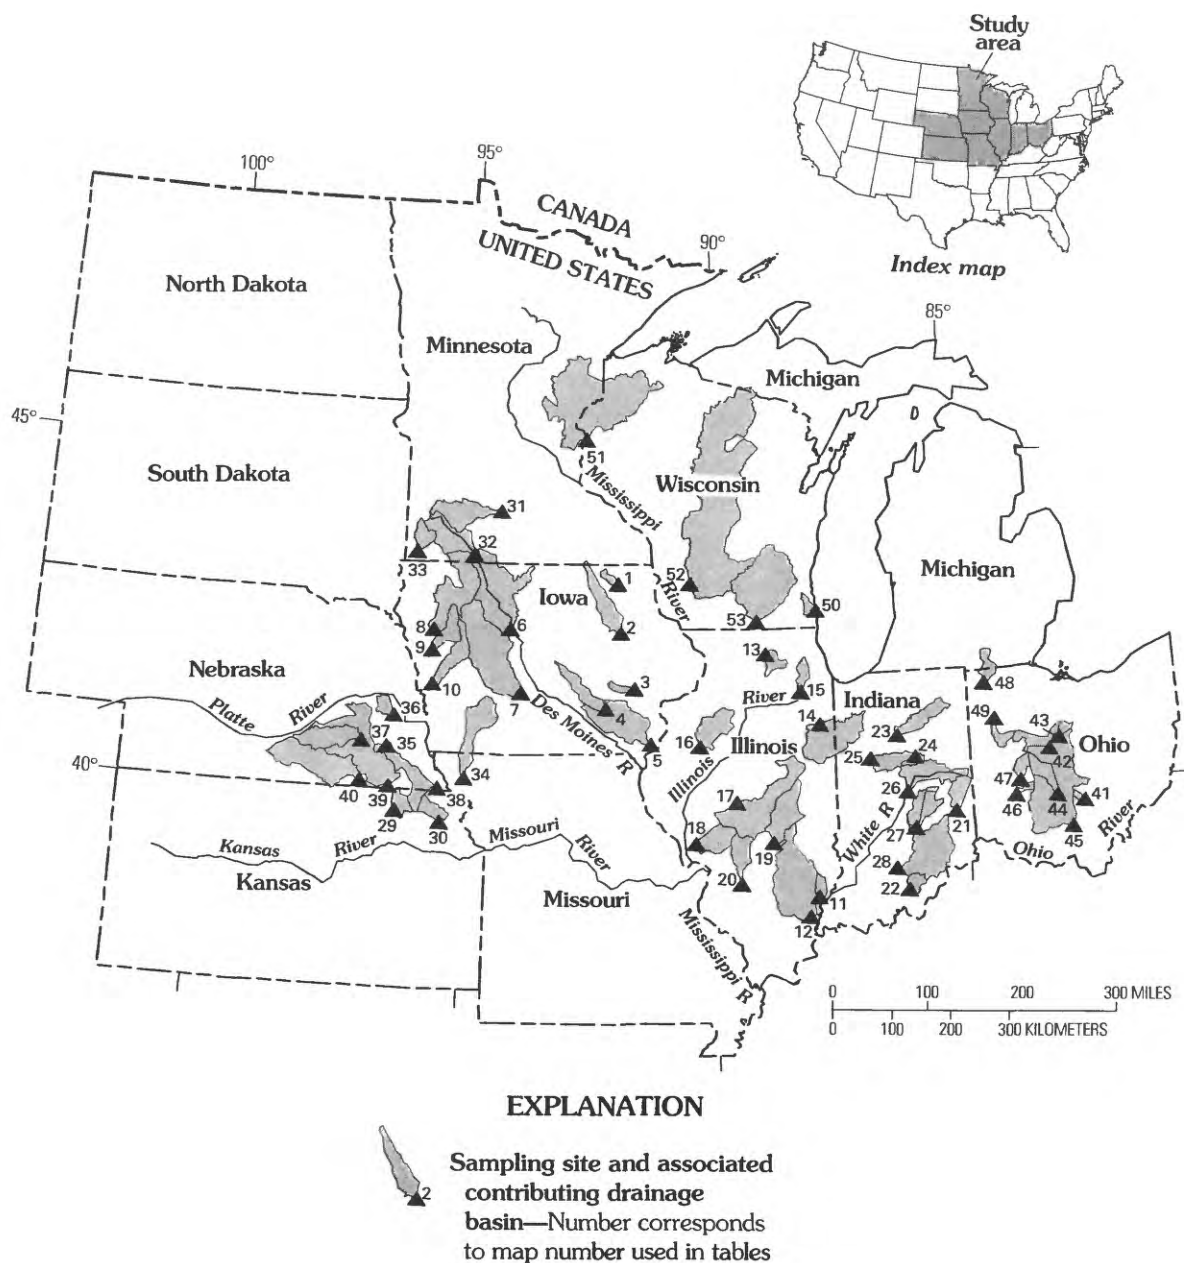 Study
area
Index map
100°
95°
90°
85°
CANADA
UNITED STATES
North Dakota
Minnesota
Michigan
45°
South Dakota
51
Mississippi
Wisconsin
31
32
33
Michigan
Iowa
1
52
River
50
53
8
6
2
9
Nebraska
13
10
3
15
Indiana
48
Platte
River
36
7
Des Moines R
4
River
14
23
49
43
37
35
16
Illinois
24
Ohio
5
25
42
40°
34
Illinois
40
39
38
26
47
41
29
17
46
44
30
27
21
River
18
White R
45
Kansas
River
Missouri
River
19
28
Ohio
Kansas
20
22
Missouri
11
12
Mississippi R
0
100
200
300 MILES
0
100
200
300 KILOMETERS
EXPLANATION
2
Sampling site and associated
contributing drainage
basin—Number corresponds
to map number used in tables